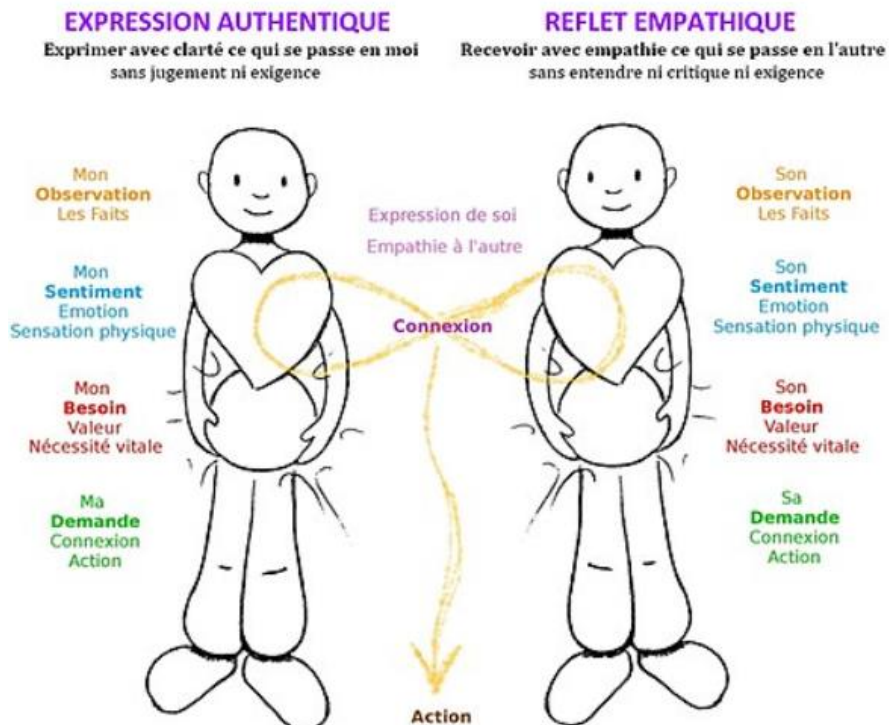 EXPRESSION AUTHENTIQUE
Exprimer avec clarté ce qui se passe en moi
sans jugement ni exigence
REFLET EMPATHIQUE
Recevoir avec empathie ce qui se passe en l'autre
sans entendre ni critique ni exigence
Mon
Observation
Les Faits
Mon
Sentiment
Emotion
Sensation physique
Mon
Besoin
Valeur
Nécessité vitale
Ma
Demande
Connexion
Action
Expression de soi
Empathie à l'autre
Connexion
Action
Son
Observation
Les Faits
Son
Sentiment
Emotion
Sensation physique
Son
Besoin
Valeur
Nécessité vitale
Sa
Demande
Connexion
Action